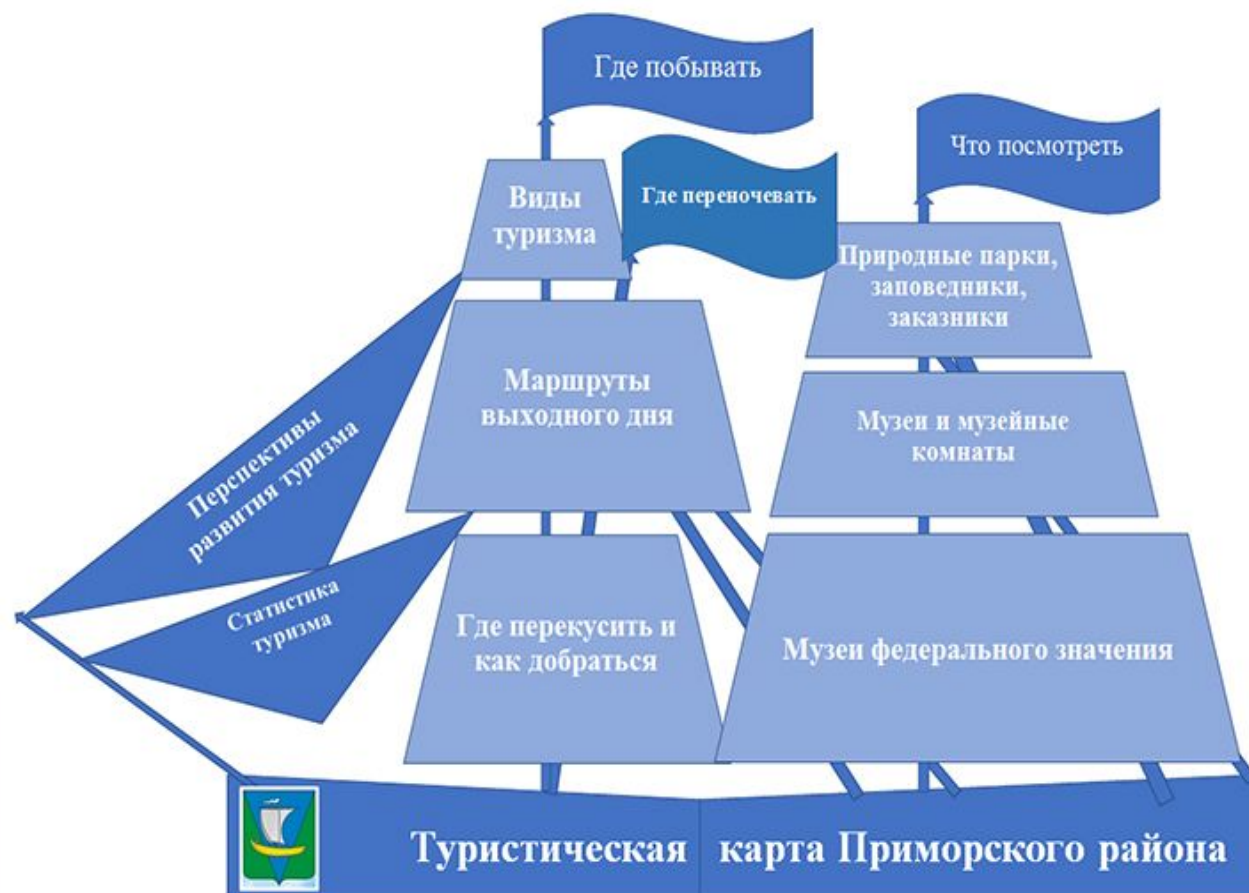 Где побывать
Что посмотреть
Где переночевать
Виды
туризма
Природные парки,
заповедники,
заказники
Маршруты
выходного дня
Музеи и музейные
комнаты
Перспективы
развития туризма
Статистика
туризма
Где перекусить и
как добраться
Музеи федерального значения
Туристическая карта Приморского района